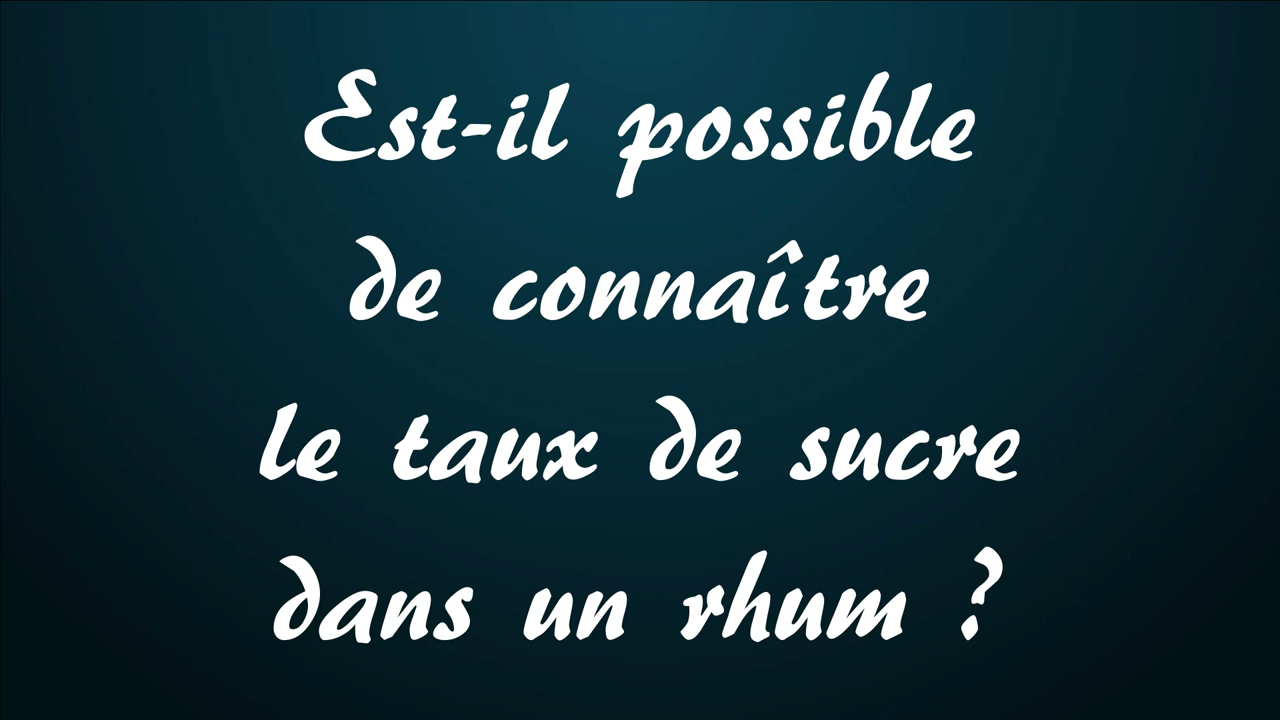 Est-il possible
de connaître
le taux de sucre
dans un rhum ?